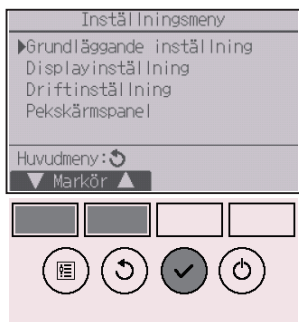 Inställningsmeny
Grundläggande inställning
Displayinställning
Driftinställning
Pekskärmspanel
Huvudmeny:
Markör